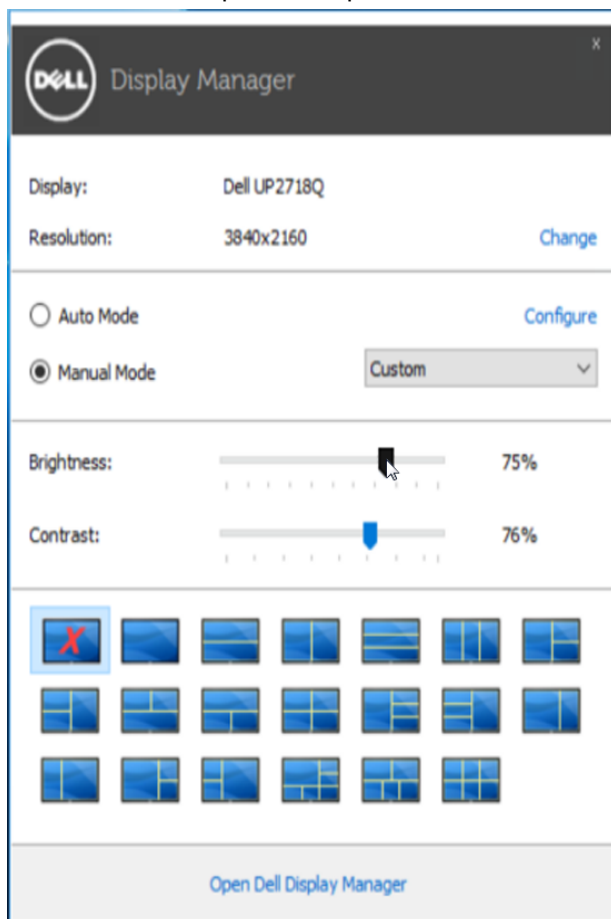 x
DELL Display Manager
Display: Dell UP2718Q
Resolution: 3840x2160 Change
Auto Mode Configure
Manual Mode Custom
Brightness: 75%
Contrast: 76%
X
Open Dell Display Manager